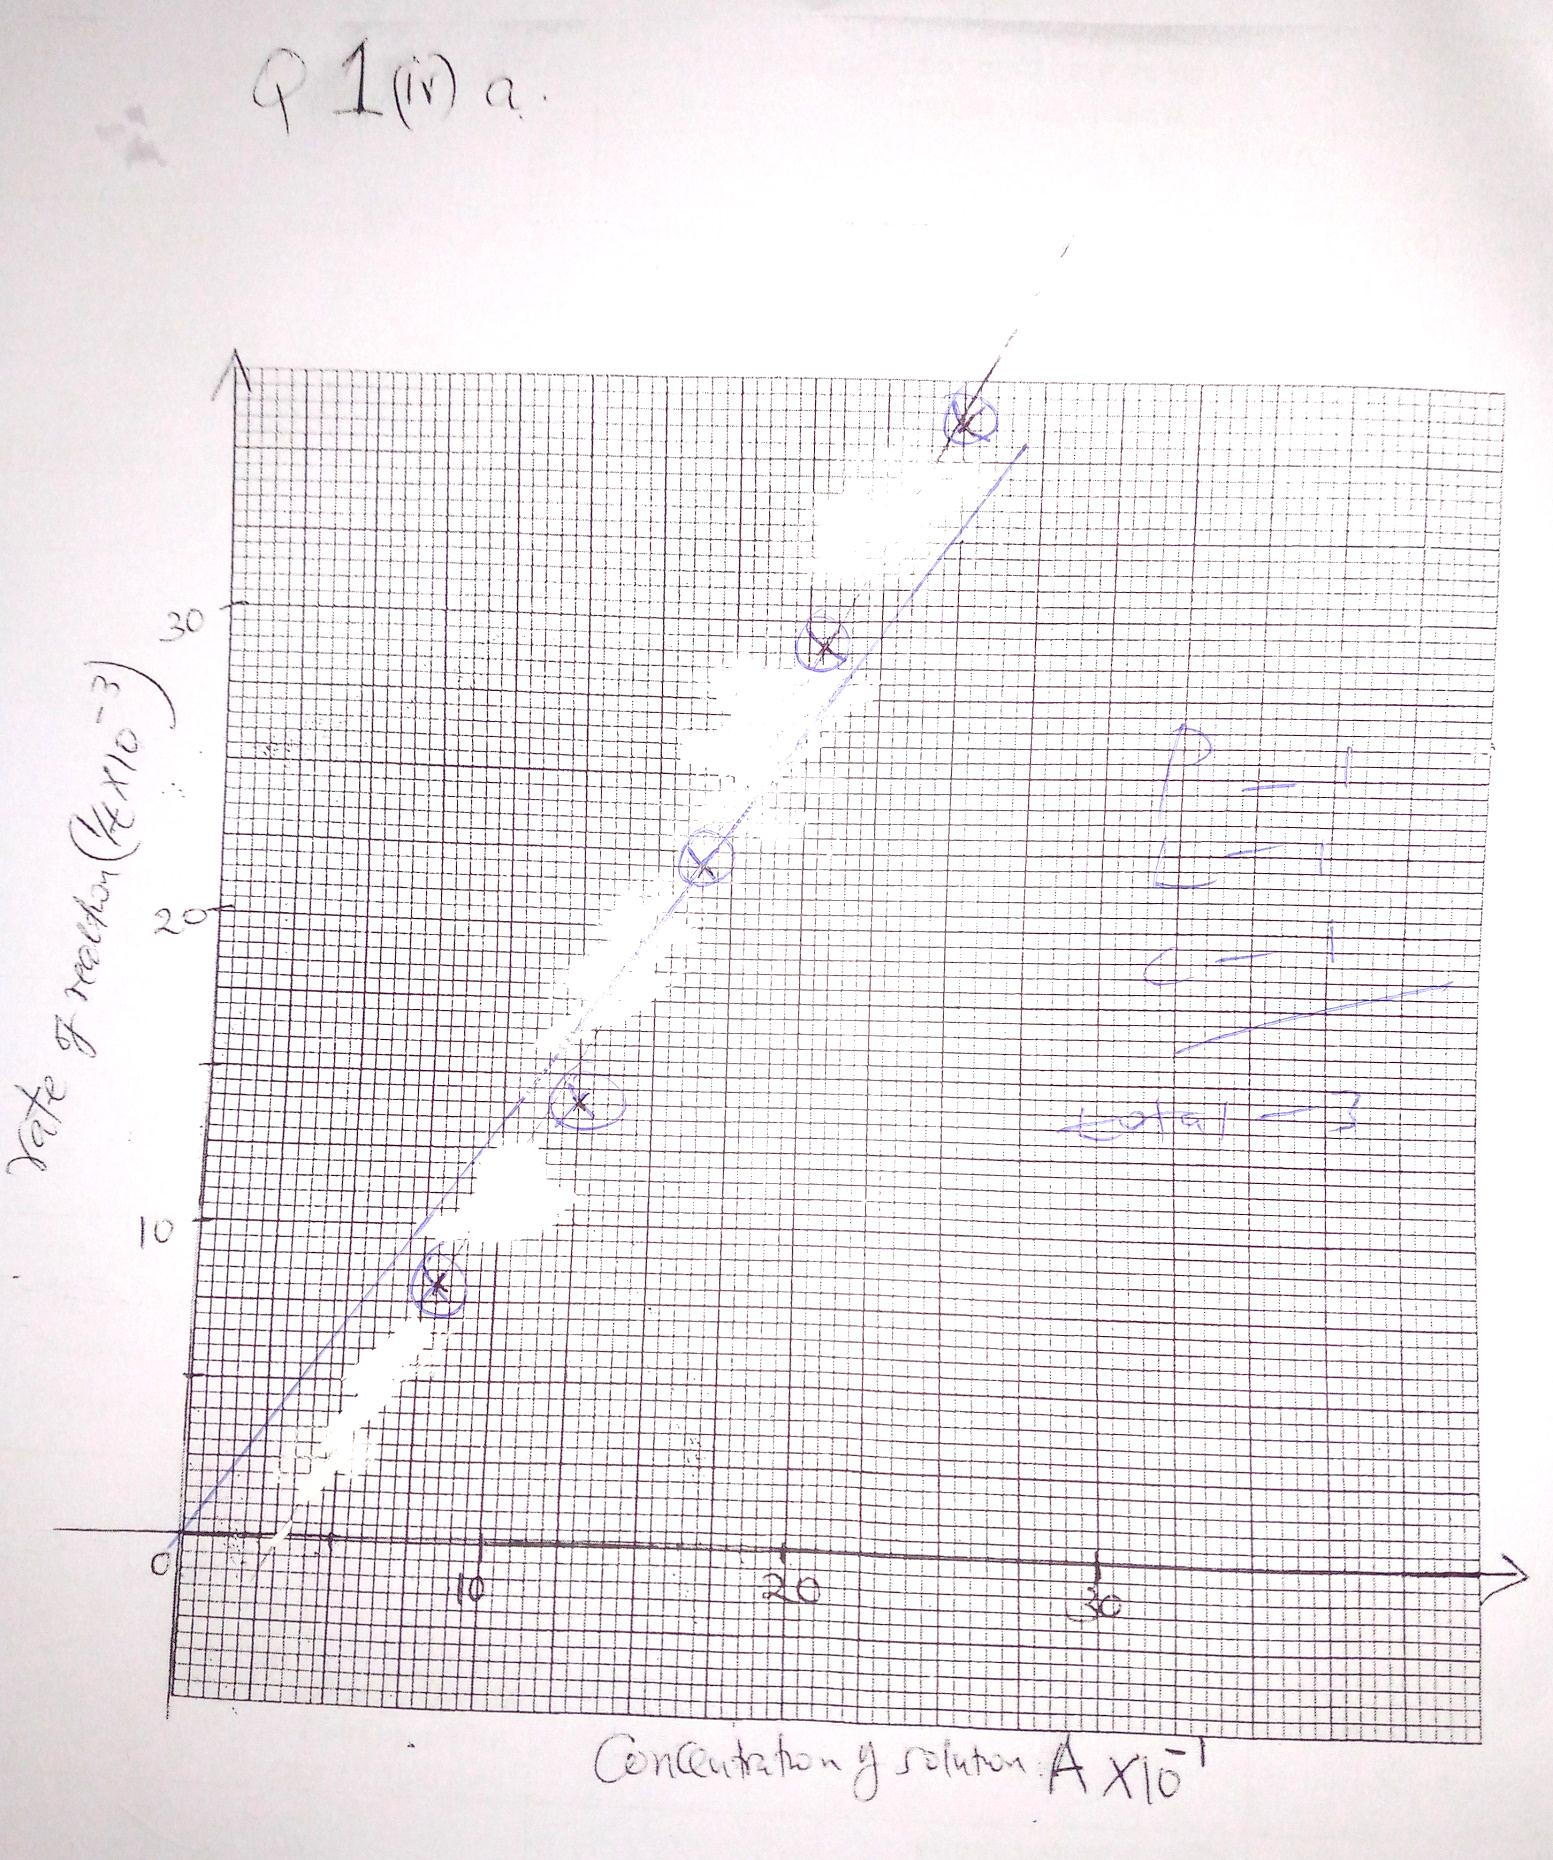 Q 1 (iv) a.
30
20
10
0
10
20
30
rate of reaction (1/t x10 -3)
P - 1
L - 1
C - 1
total - 3
Concentration of solution A x10 -1